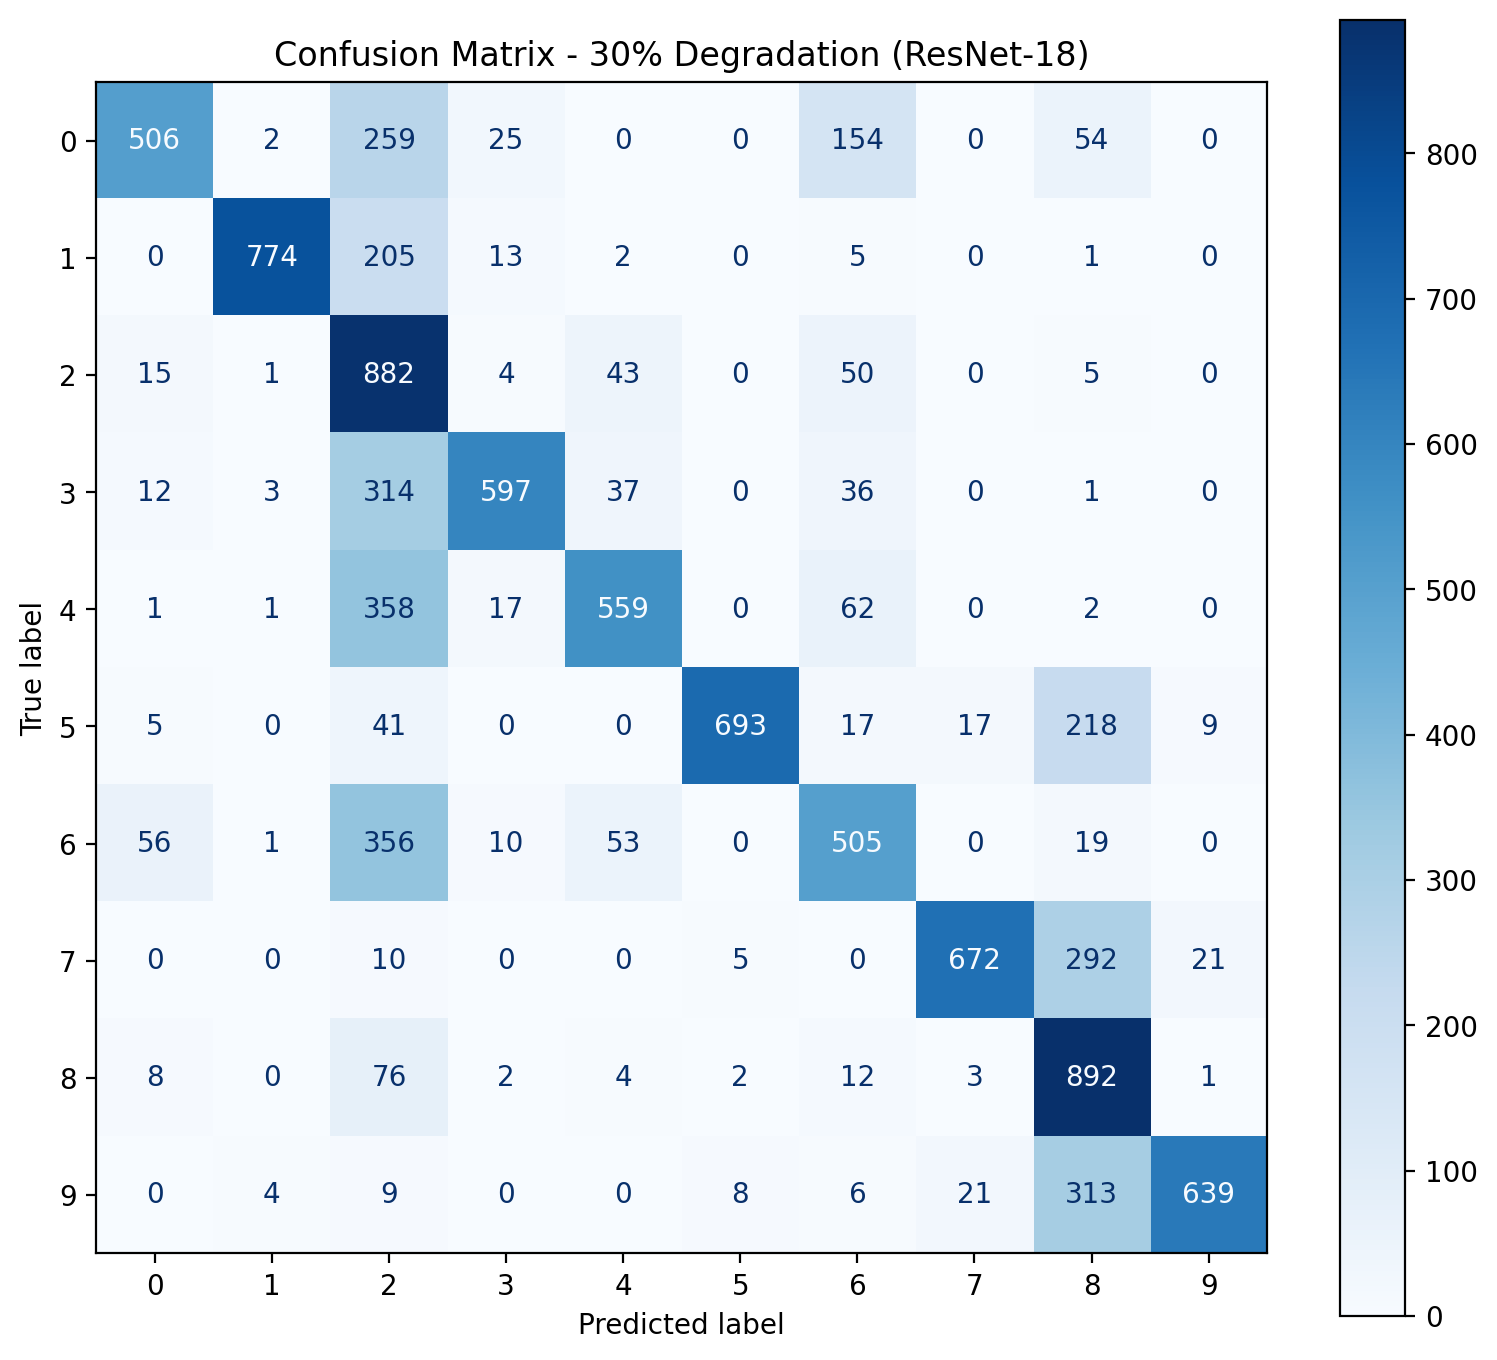 Confusion Matrix - 30% Degradation (ResNet-18)
0 506 2 259 25 0 0 154 0 54 0
1 0 774 205 13 2 0 5 0 1 0
2 15 1 882 4 43 0 50 0 5 0
3 12 3 314 597 37 0 36 0 1 0
4 1 1 358 17 559 0 62 0 2 0
5 5 0 41 0 0 693 17 17 218 9
6 56 1 356 10 53 0 505 0 19 0
7 0 0 10 0 0 5 0 672 292 21
8 8 0 76 2 4 2 12 3 892 1
9 0 4 9 0 0 8 6 21 313 639
0 1 2 3 4 5 6 7 8 9
Predicted label
True label
800
700
600
500
400
300
200
100
0